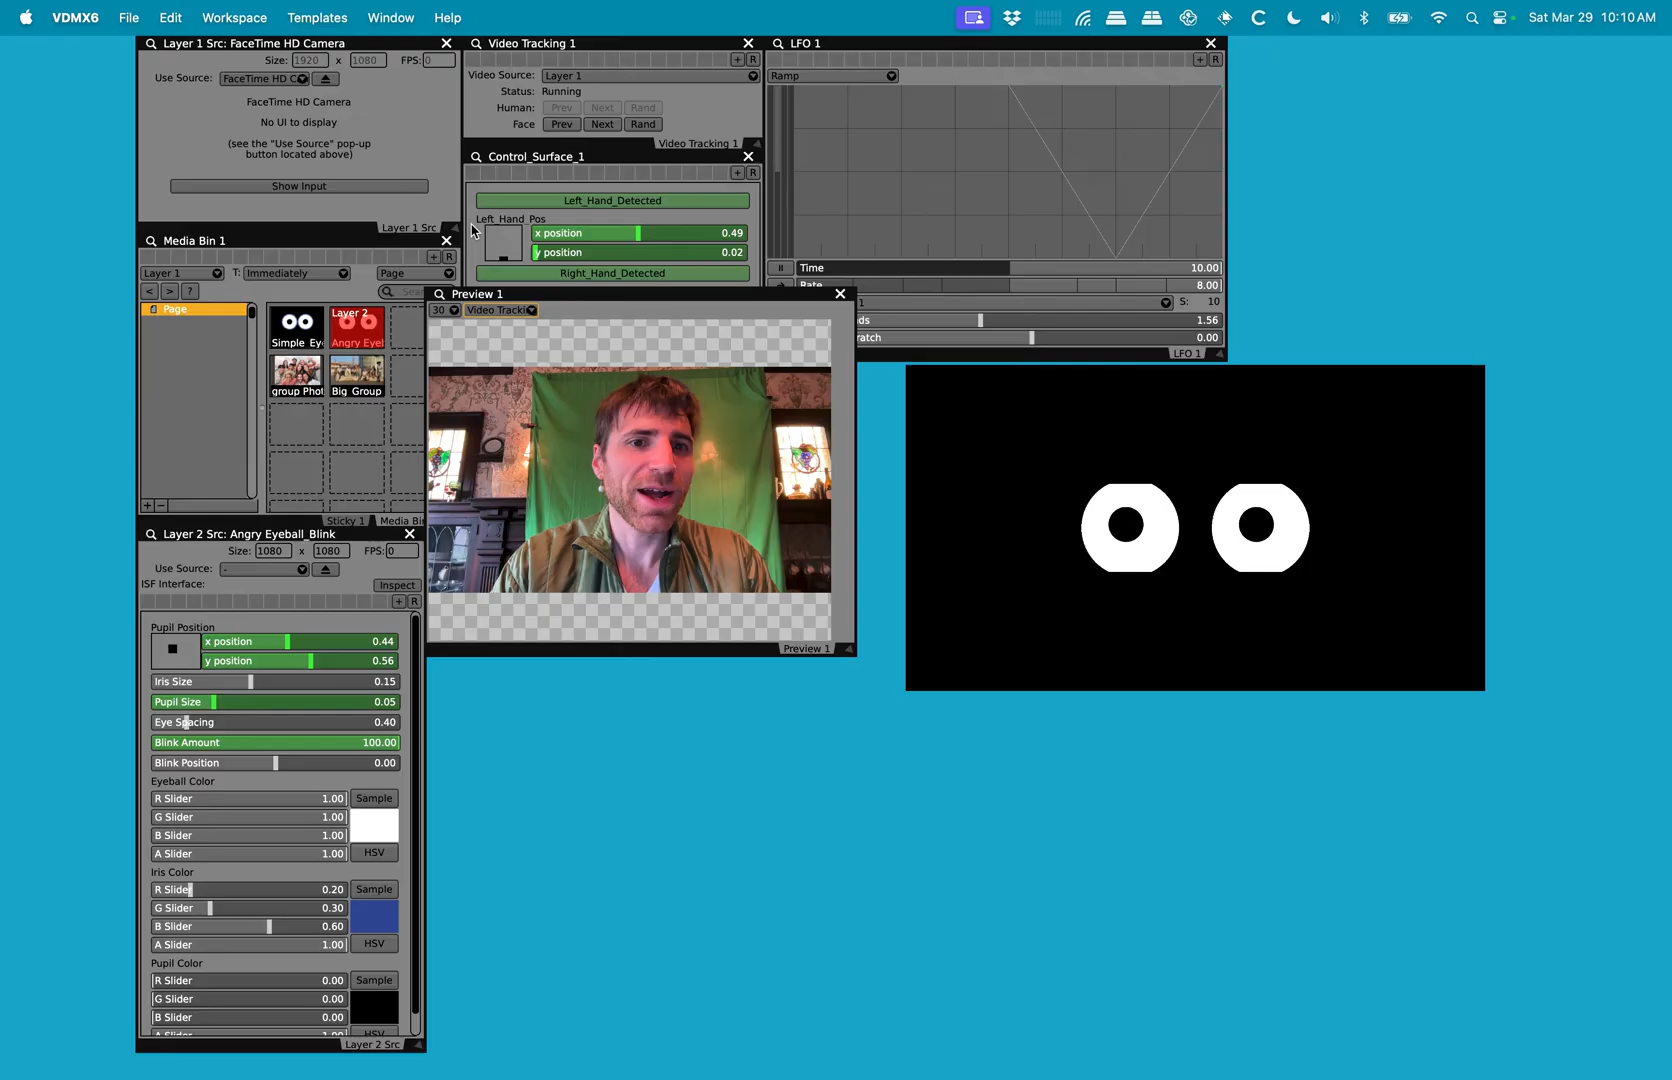 VDMX6 File Edit Workspace Templates Window Help Sat Mar 29 10:10 AM
Layer 1 Src: FaceTime HD Camera
Size: 1920 x 1080 FPS: 0
Use Source: FaceTime HD C
FaceTime HD Camera
No UI to display
(see the "Use Source" pop-up
button located above)
Show Input
Layer 1 Src
Video Tracking 1
+ R
Video Source: Layer 1
Status: Running
Human: Prev Next Rand
Face Prev Next Rand
Video Tracking 1
LFO 1
+ R
Ramp
Time 10.00
Rate 8.00
1 S: 10
ds 1.56
ratch 0.00
LFO 1
Control_Surface_1
+ R
Left_Hand_Detected
Left_Hand_Pos
x position 0.49
y position 0.02
Right_Hand_Detected
Media Bin 1
+ R
Layer 1 T: Immediately Page
< > ? Sea
Page
Layer 2
Simple Ey Angry Eyel
group Phot Big Group
+ −
Sticky 1 Media Bin
Preview 1
30 Video Tracki
Preview 1
Layer 2 Src: Angry Eyeball_Blink
Size: 1080 x 1080 FPS: 0
Use Source: -
ISF Interface: Inspect
+ R
Pupil Position
x position 0.44
y position 0.56
Iris Size 0.15
Pupil Size 0.05
Eye Spacing 0.40
Blink Amount 100.00
Blink Position 0.00
Eyeball Color
R Slider 1.00 Sample
G Slider 1.00
B Slider 1.00
A Slider 1.00 HSV
Iris Color
R Slider 0.20 Sample
G Slider 0.30
B Slider 0.60
A Slider 1.00 HSV
Pupil Color
R Slider 0.00 Sample
G Slider 0.00
B Slider 0.00
A Slider 1.00 HSV
Layer 2 Src